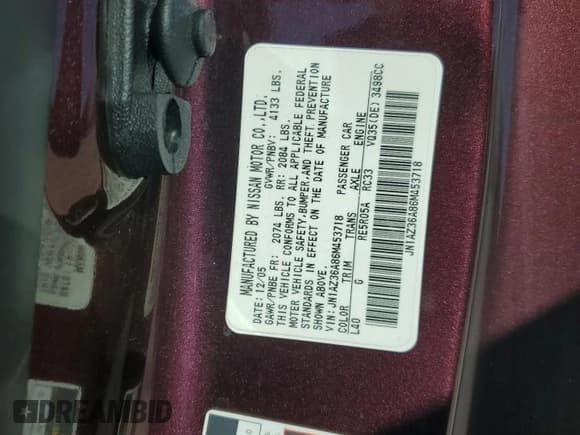 MANUFACTURED BY NISSAN MOTOR CO.,LTD.
DATE: 12/05 GVWR/PNBV: 4133 LBS.
GAWR/PNBE FR: 2074 LBS. RR: 2084 LBS.
THIS VEHICLE CONFORMS TO ALL APPLICABLE FEDERAL
MOTOR VEHICLE SAFETY,BUMPER,AND THEFT PREVENTION
STANDARDS IN EFFECT ON THE DATE OF MANUFACTURE
SHOWN ABOVE.
VIN: JN1AZ36A86M453718 PASSENGER CAR
COLOR TRIM TRANS AXLE ENGINE
L40 G RE5R05A RC33 VQ35(DE) 3498CC
JN1AZ36A86M453718
DREAMBID